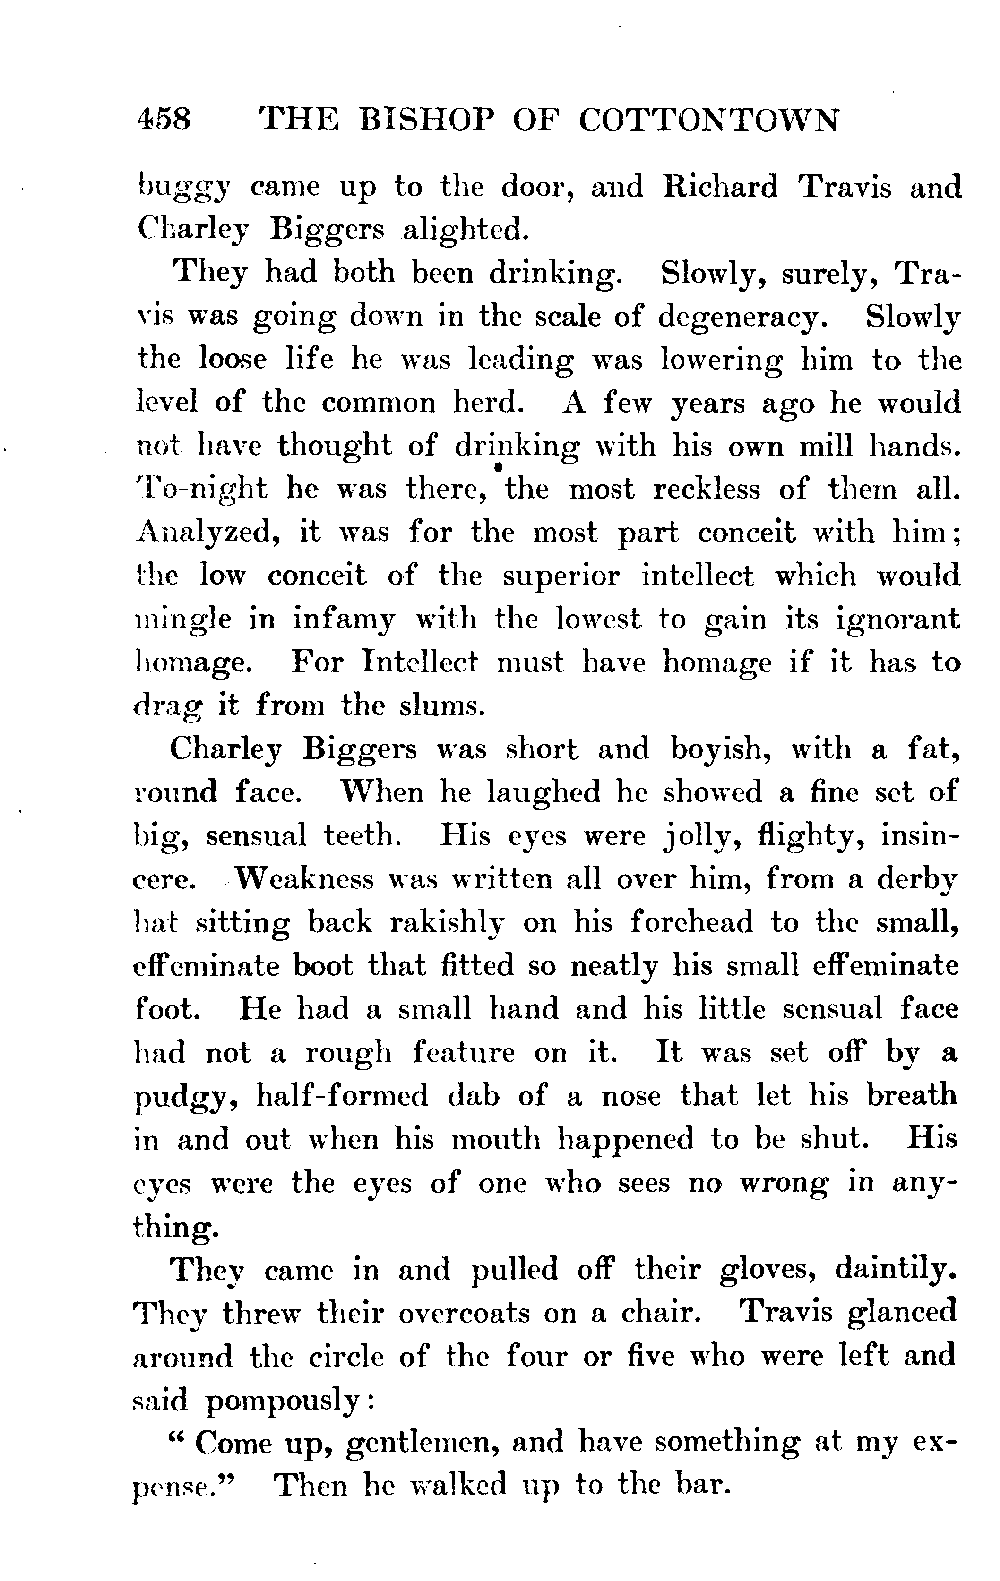 458 THE BISHOP OF COTTONTOWN
buggy came up to the door, and Richard Travis and
Charley Biggers alighted.
They had both been drinking. Slowly, surely, Tra-
vis was going down in the scale of degeneracy. Slowly
the loose life he was leading was lowering him to the
level of the common herd. A few years ago he would
not have thought of drinking with his own mill hands.
To-night he was there, the most reckless of them all.
Analyzed, it was for the most part conceit with him;
the low conceit of the superior intellect which would
mingle in infamy with the lowest to gain its ignorant
homage. For Intellect must have homage if it has to
drag it from the slums.
Charley Biggers was short and boyish, with a fat,
round face. When he laughed he showed a fine set of
big, sensual teeth. His eyes were jolly, flighty, insin-
cere. Weakness was written all over him, from a derby
hat sitting back rakishly on his forehead to the small,
effeminate boot that fitted so neatly his small effeminate
foot. He had a small hand and his little sensual face
had not a rough feature on it. It was set off by a
pudgy, half-formed dab of a nose that let his breath
in and out when his mouth happened to be shut. His
eyes were the eyes of one who sees no wrong in any-
thing.
They came in and pulled off their gloves, daintily.
They threw their overcoats on a chair. Travis glanced
around the circle of the four or five who were left and
said pompously:
“ Come up, gentlemen, and have something at my ex-
pense.” Then he walked up to the bar.